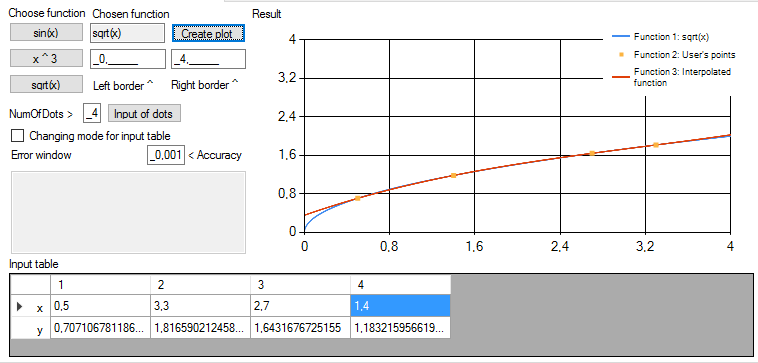 Choose function Chosen function Result
sin(x) sqrt(x) Create plot
x ^ 3 _0,_____ _4,_____
sqrt(x) Left border ^ Right border ^
NumOfDots > _4 Input of dots
Changing mode for input table
Error window _0,001 < Accuracy
4
3,2
2,4
1,6
0,8
0
0 0,8 1,6 2,4 3,2 4
Function 1: sqrt(x)
Function 2: User's points
Function 3: Interpolated
function
Input table
1 2 3 4
x 0,5 3,3 2,7 1,4
y 0,707106781186... 1,816590212458... 1,6431676725155 1,183215956619...